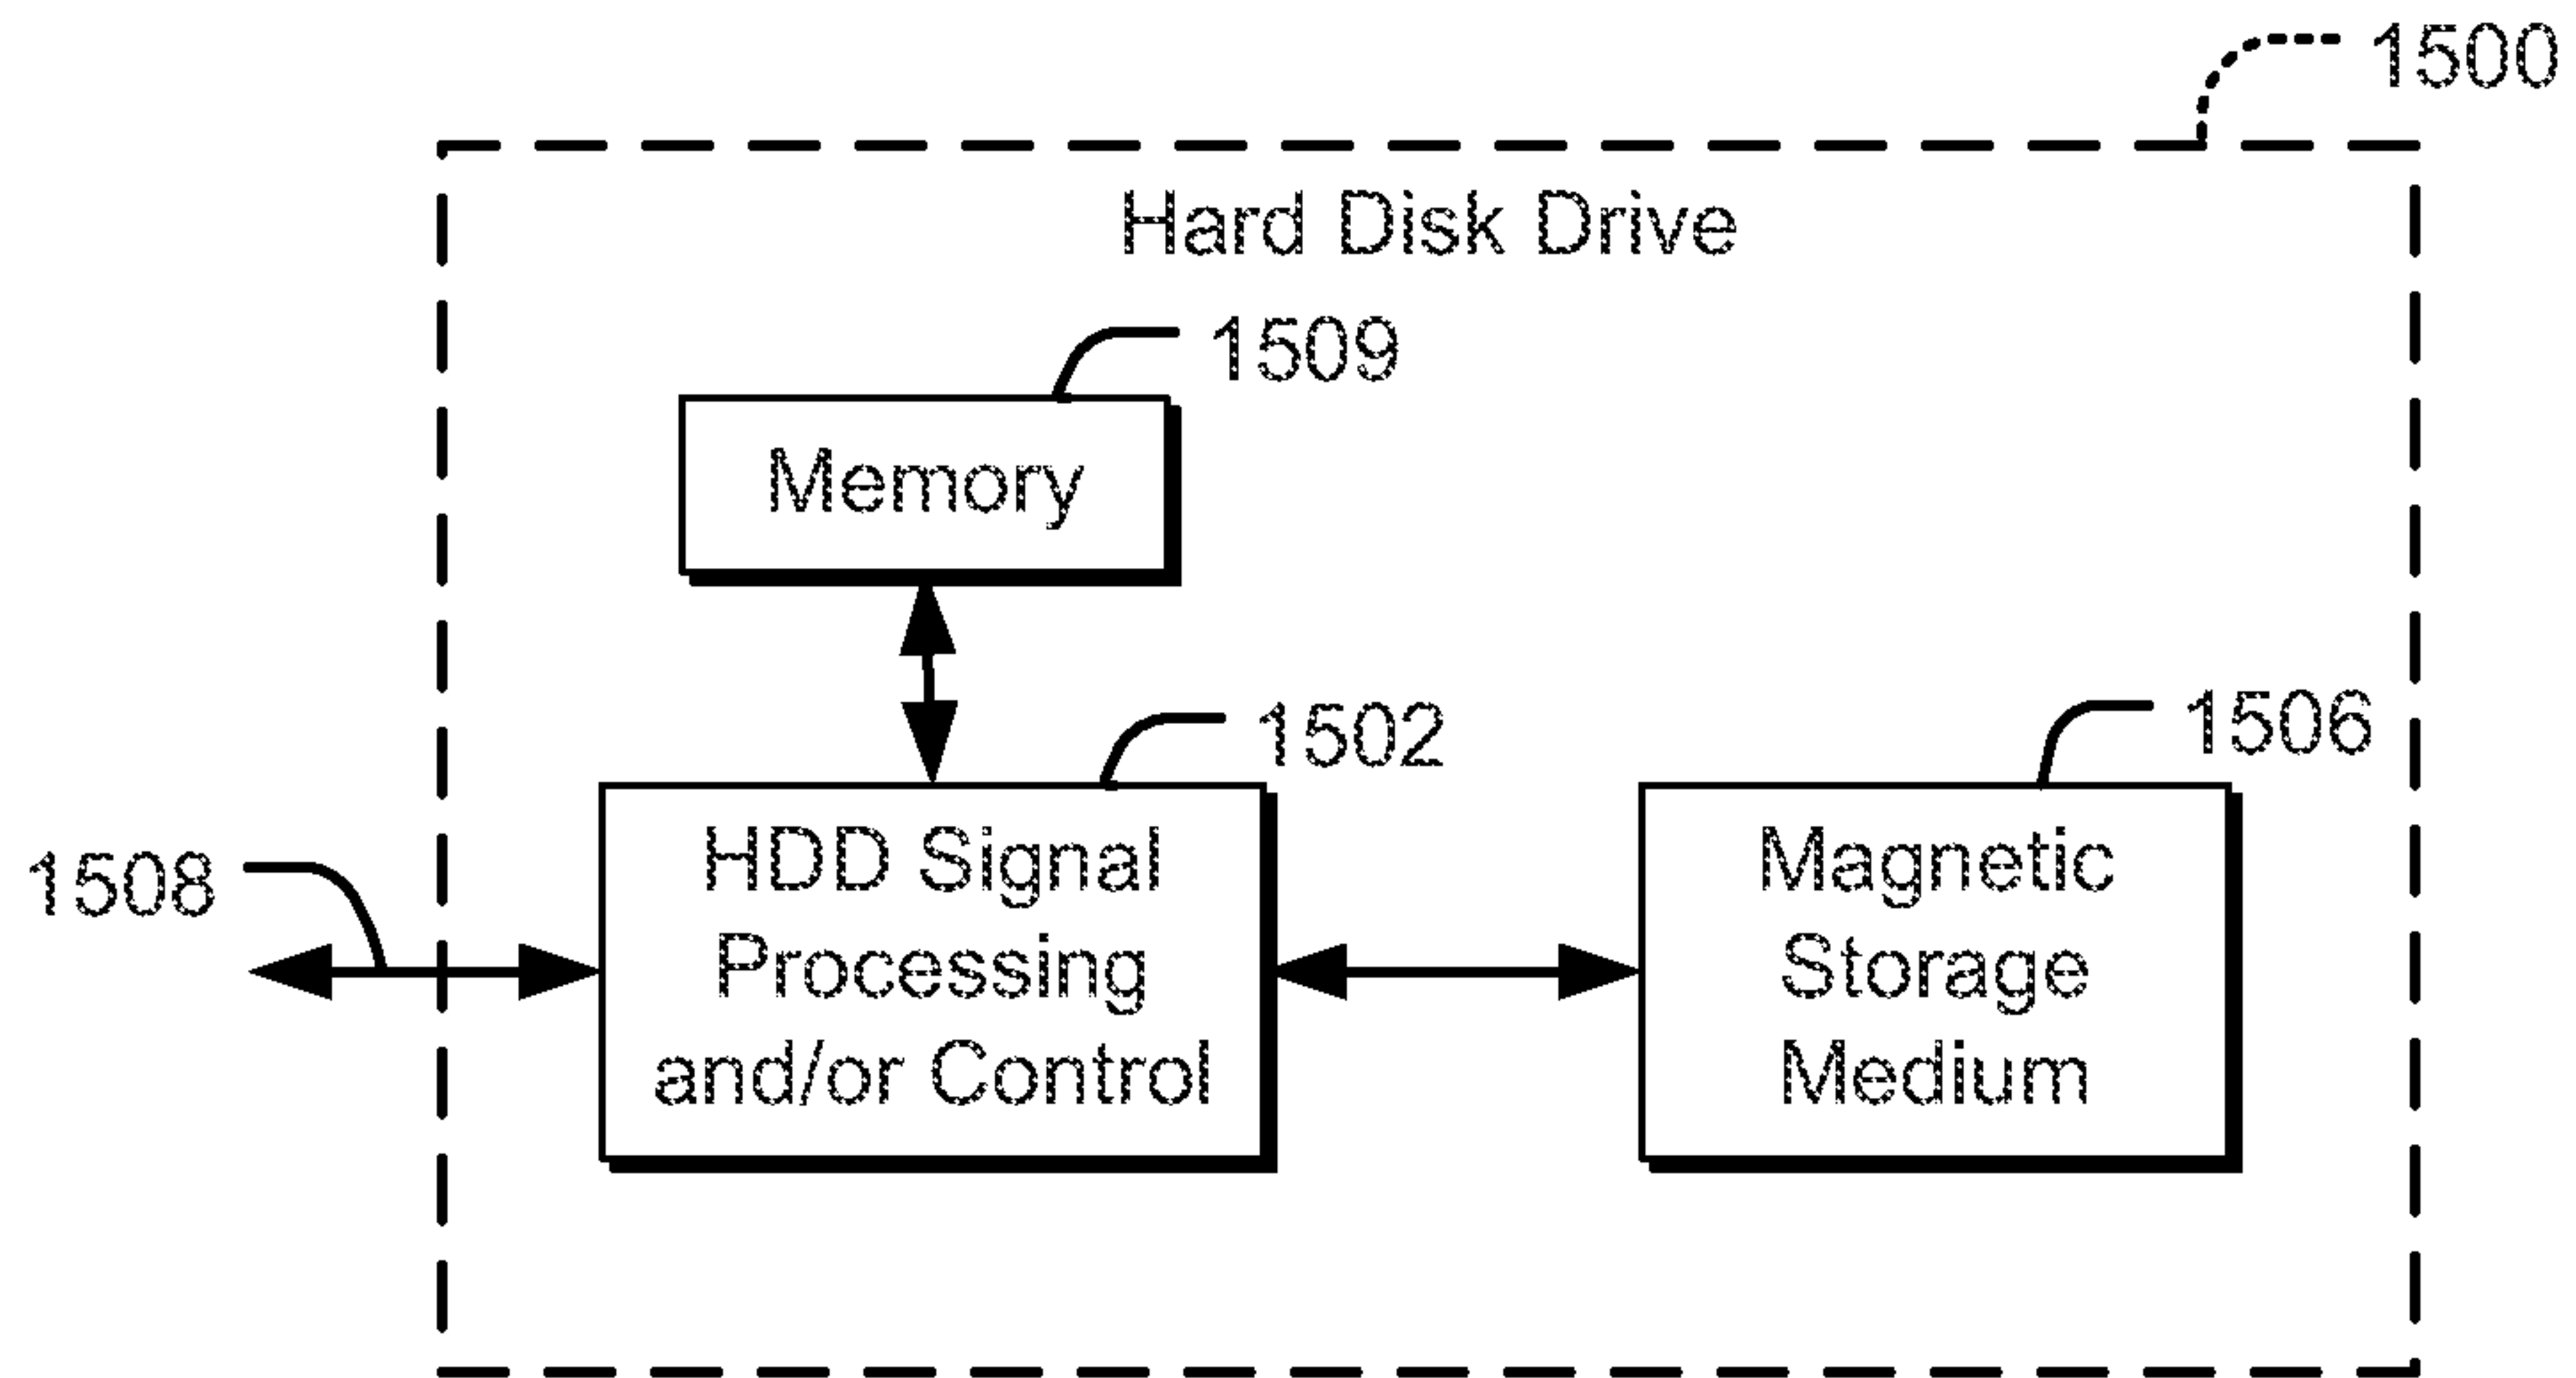 1500
Hard Disk Drive
1509
Memory
1502
1506
1508
HDD Signal
Processing
and/or Control
Magnetic
Storage
Medium